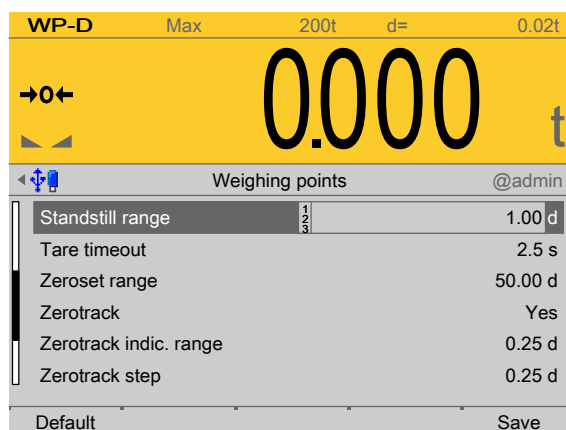 WP-D Max 200t d= 0.02t
→0←
0.000 t
Weighing points @admin
Standstill range 1 2 3 1.00 d
Tare timeout 2.5 s
Zeroset range 50.00 d
Zerotrack Yes
Zerotrack indic. range 0.25 d
Zerotrack step 0.25 d
Default Save